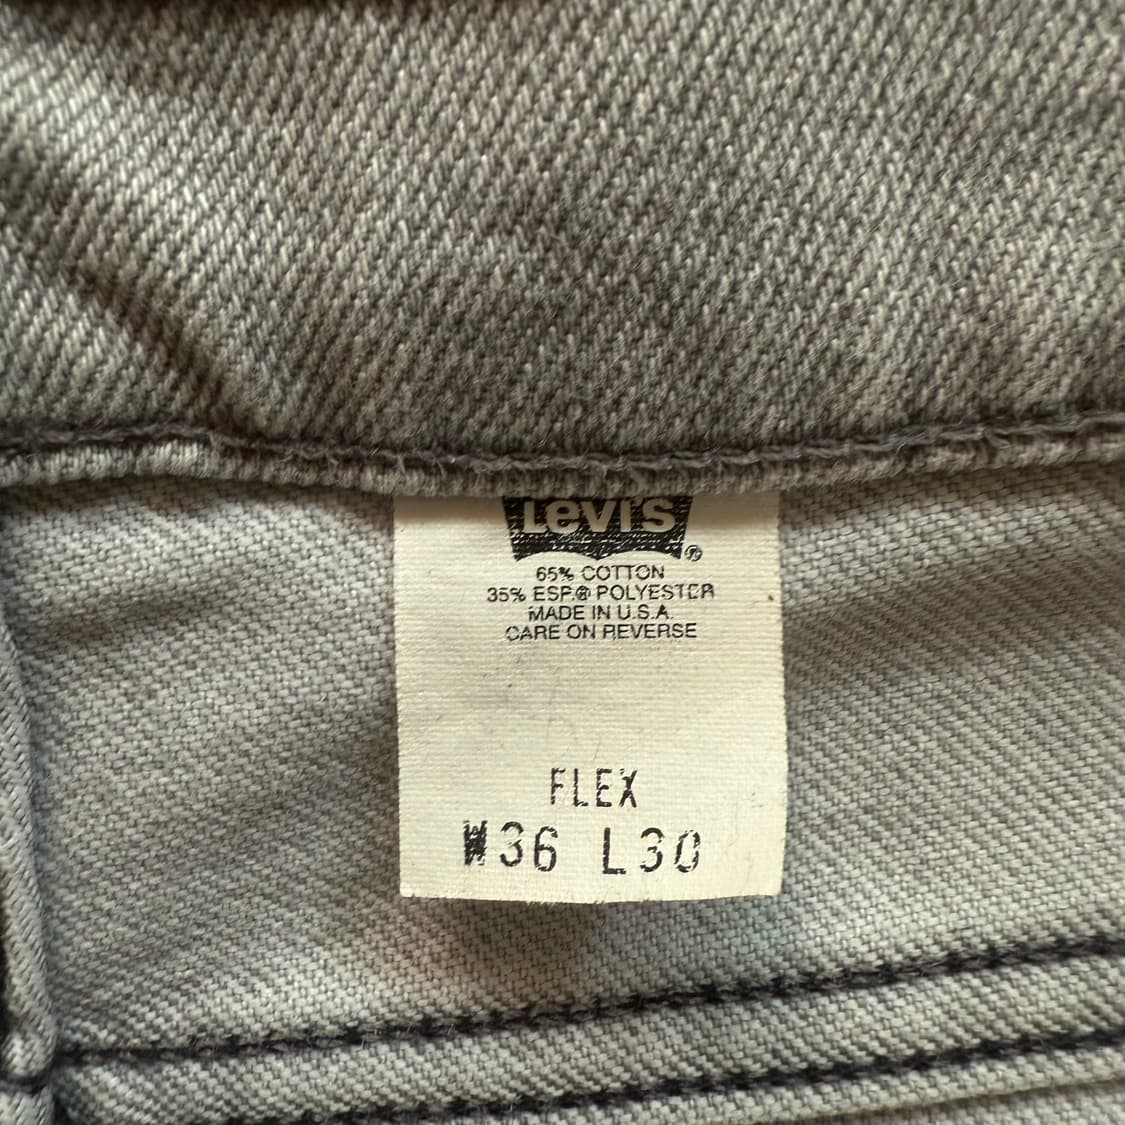 Levi's
®
65% COTTON
35% ESP.® POLYESTER
MADE IN U.S.A.
CARE ON REVERSE
FLEX
W36 L30